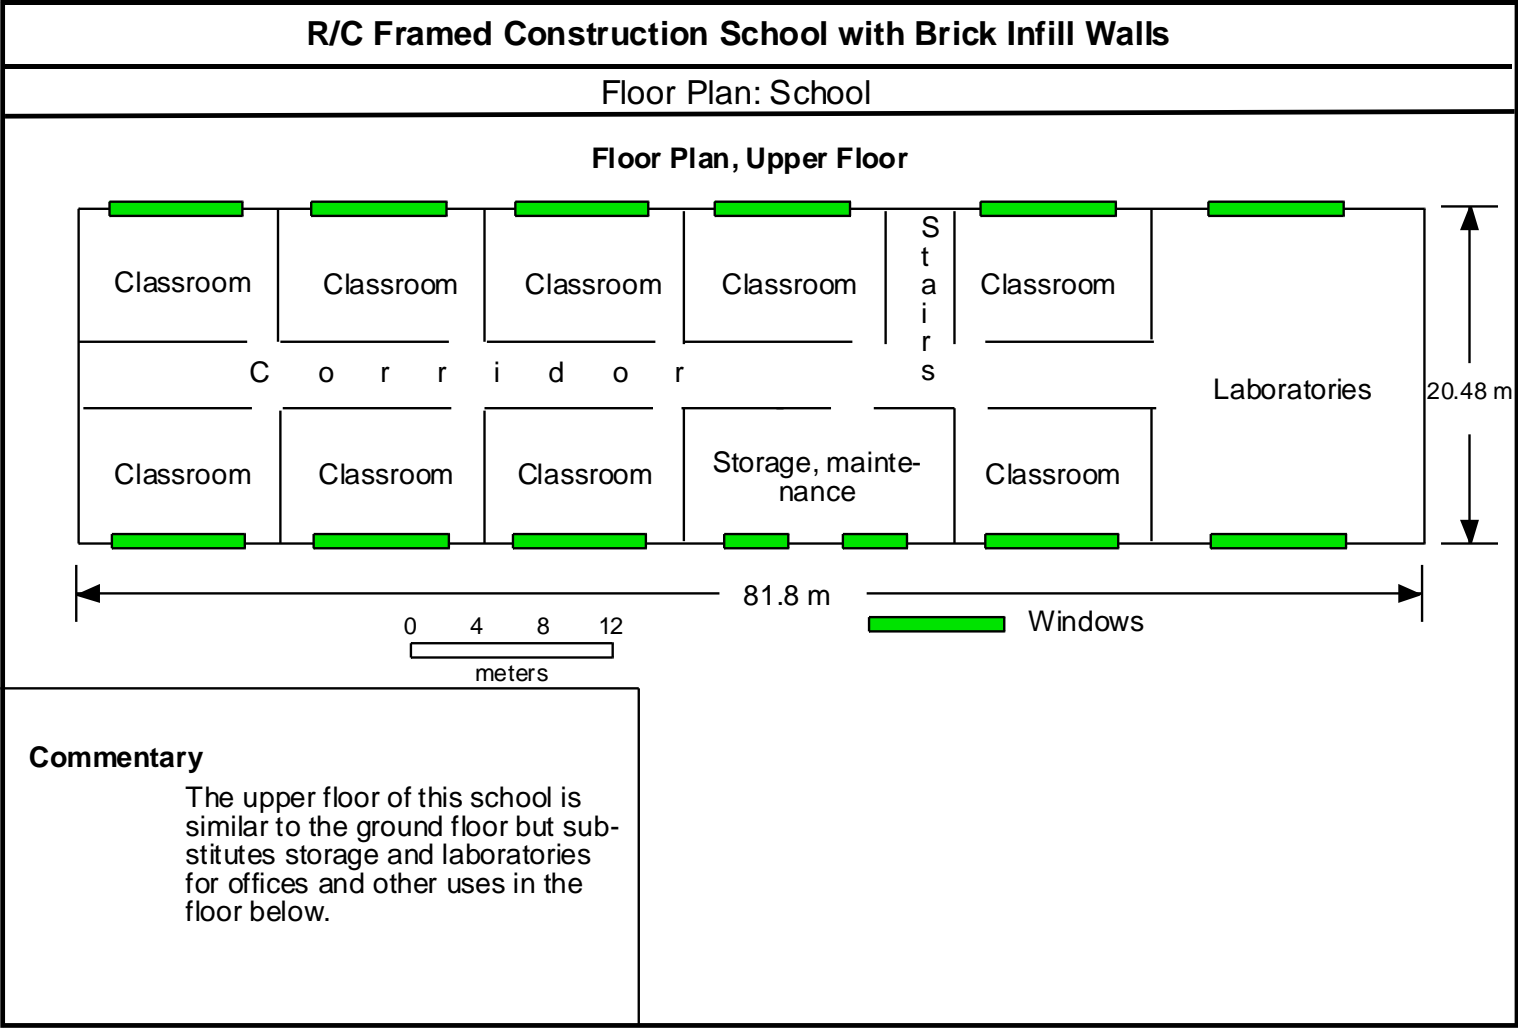 R/C Framed Construction School with Brick Infill Walls
Floor Plan: School
Floor Plan, Upper Floor
Classroom
Classroom
Classroom
Classroom
Stairs
Classroom
Corridor
Laboratories
20.48 m
Classroom
Classroom
Classroom
Storage, mainte-
nance
Classroom
81.8 m
0 4 8 12
meters
Windows
Commentary
The upper floor of this school is
similar to the ground floor but sub-
stitutes storage and laboratories
for offices and other uses in the
floor below.